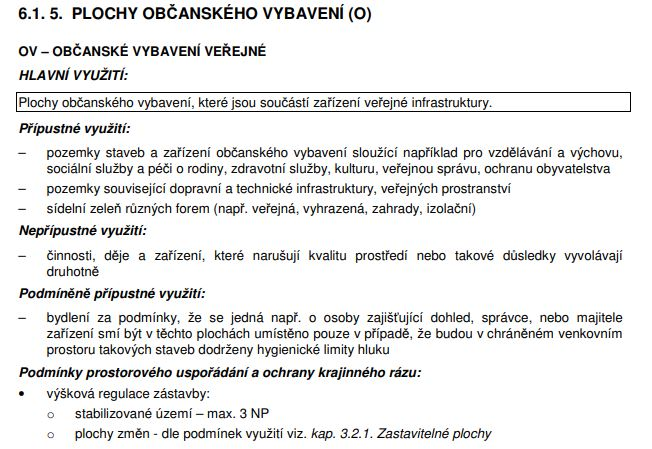 6.1. 5. PLOCHY OBČANSKÉHO VYBAVENÍ (O)
OV – OBČANSKÉ VYBAVENÍ VEŘEJNÉ
HLAVNÍ VYUŽITÍ:
Plochy občanského vybavení, které jsou součástí zařízení veřejné infrastruktury.
Přípustné využití:
– pozemky staveb a zařízení občanského vybavení sloužící například pro vzdělávání a výchovu,
sociální služby a péči o rodiny, zdravotní služby, kulturu, veřejnou správu, ochranu obyvatelstva
– pozemky související dopravní a technické infrastruktury, veřejných prostranství
– sídelní zeleň různých forem (např. veřejná, vyhrazená, zahrady, izolační)
Nepřípustné využití:
– činnosti, děje a zařízení, které narušují kvalitu prostředí nebo takové důsledky vyvolávají
druhotně
Podmíněně přípustné využití:
– bydlení za podmínky, že se jedná např. o osoby zajišťující dohled, správce, nebo majitele
zařízení smí být v těchto plochách umístěno pouze v případě, že budou v chráněném venkovním
prostoru takových staveb dodrženy hygienické limity hluku
Podmínky prostorového uspořádání a ochrany krajinného rázu:
• výšková regulace zástavby:
o stabilizované území – max. 3 NP
o plochy změn - dle podmínek využití viz. kap. 3.2.1. Zastavitelné plochy